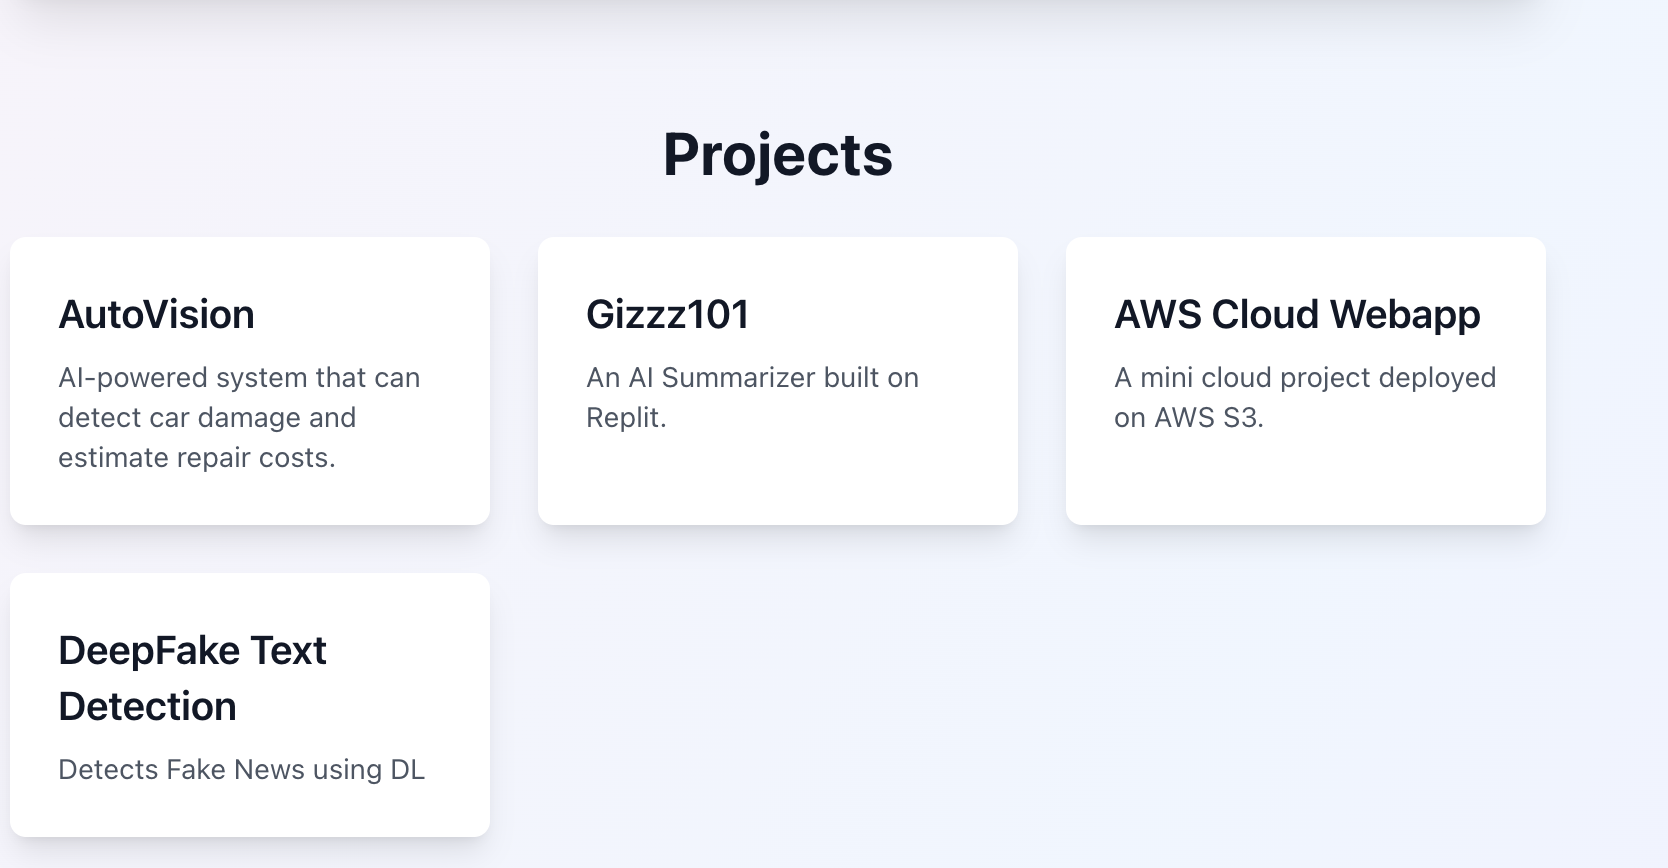 Projects
AutoVision
AI-powered system that can
detect car damage and
estimate repair costs.
Gizzz101
An AI Summarizer built on
Replit.
AWS Cloud Webapp
A mini cloud project deployed
on AWS S3.
DeepFake Text
Detection
Detects Fake News using DL